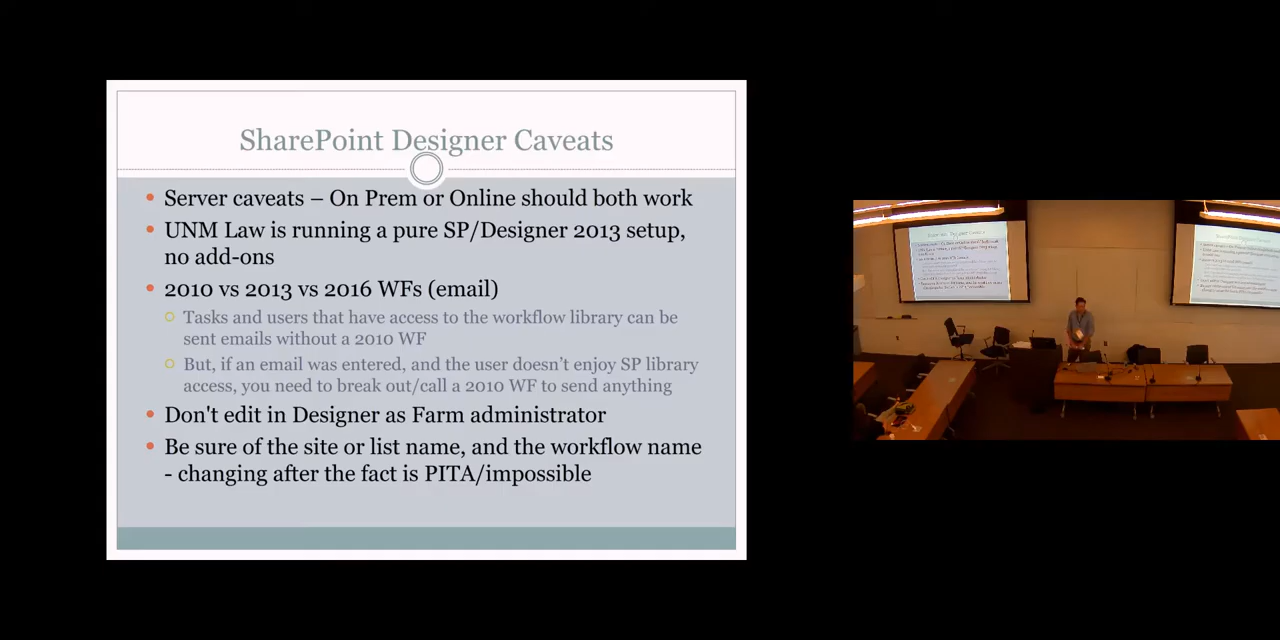 SharePoint Designer Caveats
Server caveats – On Prem or Online should both work
UNM Law is running a pure SP/Designer 2013 setup,
no add-ons
2010 vs 2013 vs 2016 WFs (email)
Tasks and users that have access to the workflow library can be
sent emails without a 2010 WF
But, if an email was entered, and the user doesn't enjoy SP library
access, you need to break out/call a 2010 WF to send anything
Don't edit in Designer as Farm administrator
Be sure of the site or list name, and the workflow name
- changing after the fact is PITA/impossible